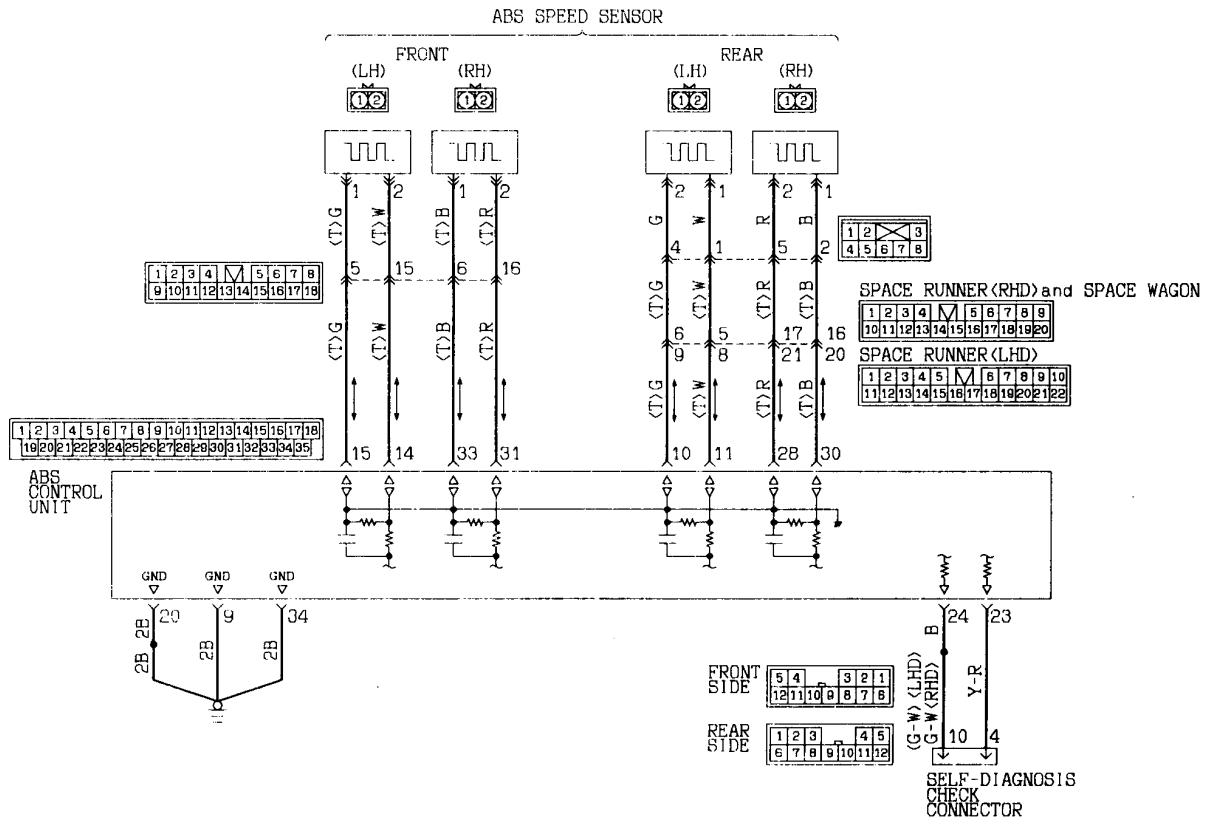 ABS SPEED SENSOR
FRONT REAR
(LH) (RH) (LH) (RH)
1 2 1 2 1 2 1 2
1 2 1 2 2 1 2 1
<T>G <T>W <T>B <T>R G W R B
1 2 3
4 5 6 7 8
4 1 5 2
5 15 6 16
1 2 3 4 5 6 7 8
9 10 11 12 13 14 15 16 17 18
SPACE RUNNER<RHD> and SPACE WAGON
1 2 3 4 5 6 7 8 9
10 11 12 13 14 15 16 17 18 19 20
<T>G <T>W <T>B <T>R <T>G <T>W <T>R <T>B
6 5 17 16
9 8 21 20
SPACE RUNNER<LHD>
1 2 3 4 5 6 7 8 9 10
11 12 13 14 15 16 17 18 19 20 21 22
<T>G <T>W <T>R <T>B
1 2 3 4 5 6 7 8 9 10 11 12 13 14 15 16 17 18
19 20 21 22 23 24 25 26 27 28 29 30 31 32 33 34 35
15 14 33 31 10 11 28 30
ABS
CONTROL
UNIT
GND GND GND
20 9 34 24 23
2B 2B 2B 2B
B Y-R
<G-W><LHD>
G-W<RHD>
FRONT
SIDE
5 4 3 2 1
12 11 10 9 8 7 6
REAR
SIDE
1 2 3 4 5
6 7 8 9 10 11 12
10 4
SELF-DIAGNOSIS
CHECK
CONNECTOR